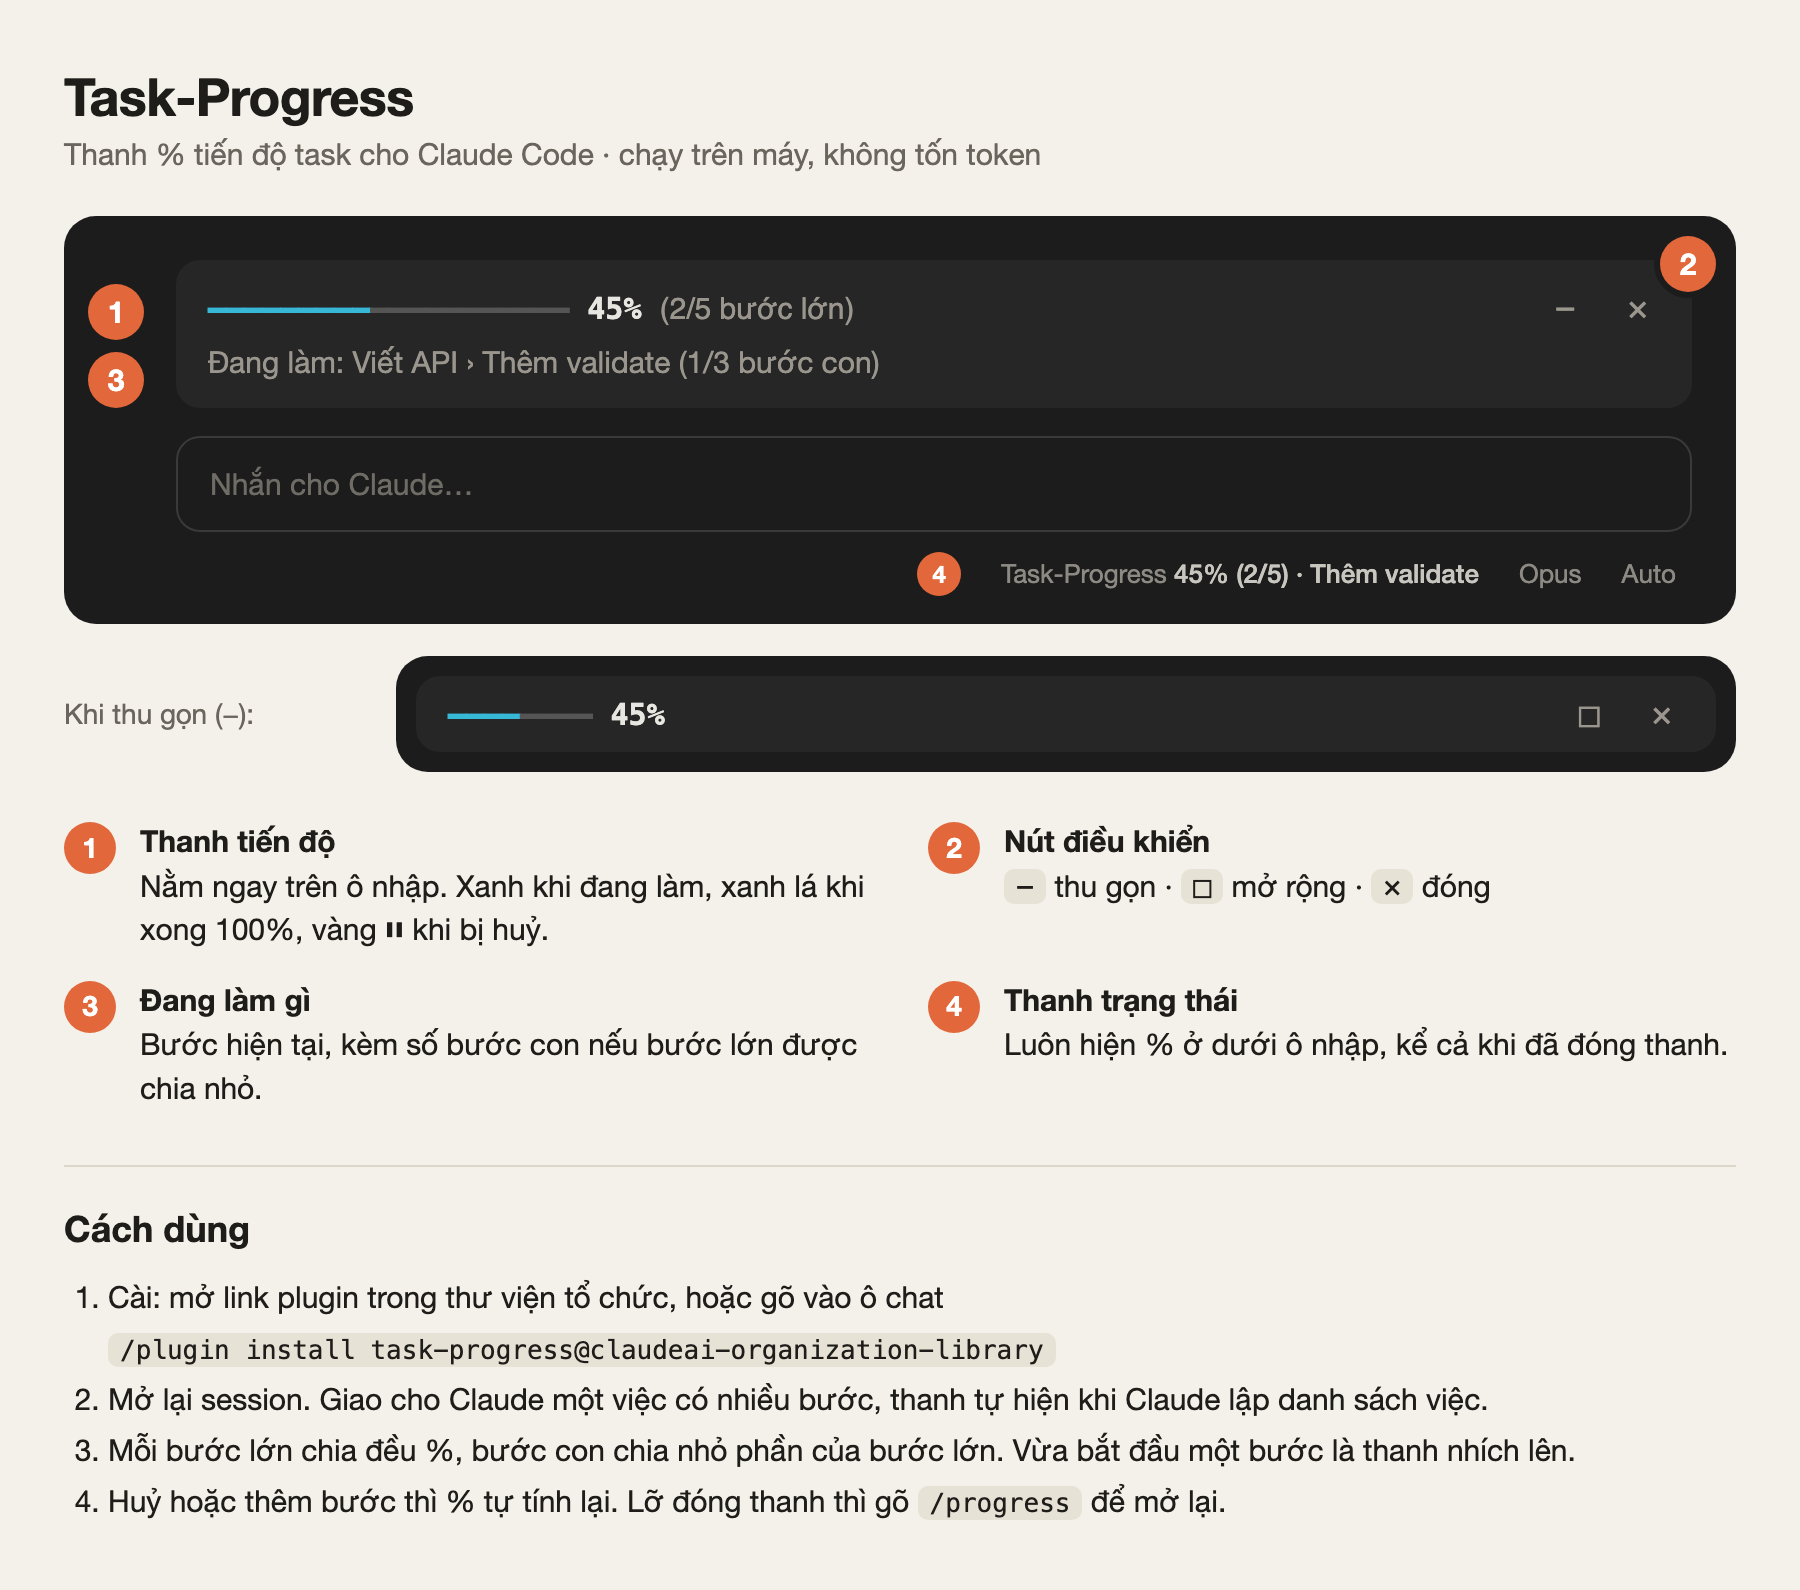 Task-Progress
Thanh % tiến độ task cho Claude Code · chạy trên máy, không tốn token
1
2
45% (2/5 bước lớn) – ×
3
Đang làm: Viết API › Thêm validate (1/3 bước con)
Nhắn cho Claude...
4 Task-Progress 45% (2/5) · Thêm validate Opus Auto
Khi thu gọn (–): 45% □ ×
1 Thanh tiến độ
Nằm ngay trên ô nhập. Xanh khi đang làm, xanh lá khi
xong 100%, vàng ⏸ khi bị huỷ.
2 Nút điều khiển
– thu gọn · □ mở rộng · × đóng
3 Đang làm gì
Bước hiện tại, kèm số bước con nếu bước lớn được
chia nhỏ.
4 Thanh trạng thái
Luôn hiện % ở dưới ô nhập, kể cả khi đã đóng thanh.
Cách dùng
1. Cài: mở link plugin trong thư viện tổ chức, hoặc gõ vào ô chat
/plugin install task-progress@claudeai-organization-library
2. Mở lại session. Giao cho Claude một việc có nhiều bước, thanh tự hiện khi Claude lập danh sách việc.
3. Mỗi bước lớn chia đều %, bước con chia nhỏ phần của bước lớn. Vừa bắt đầu một bước là thanh nhích lên.
4. Huỷ hoặc thêm bước thì % tự tính lại. Lỡ đóng thanh thì gõ /progress để mở lại.